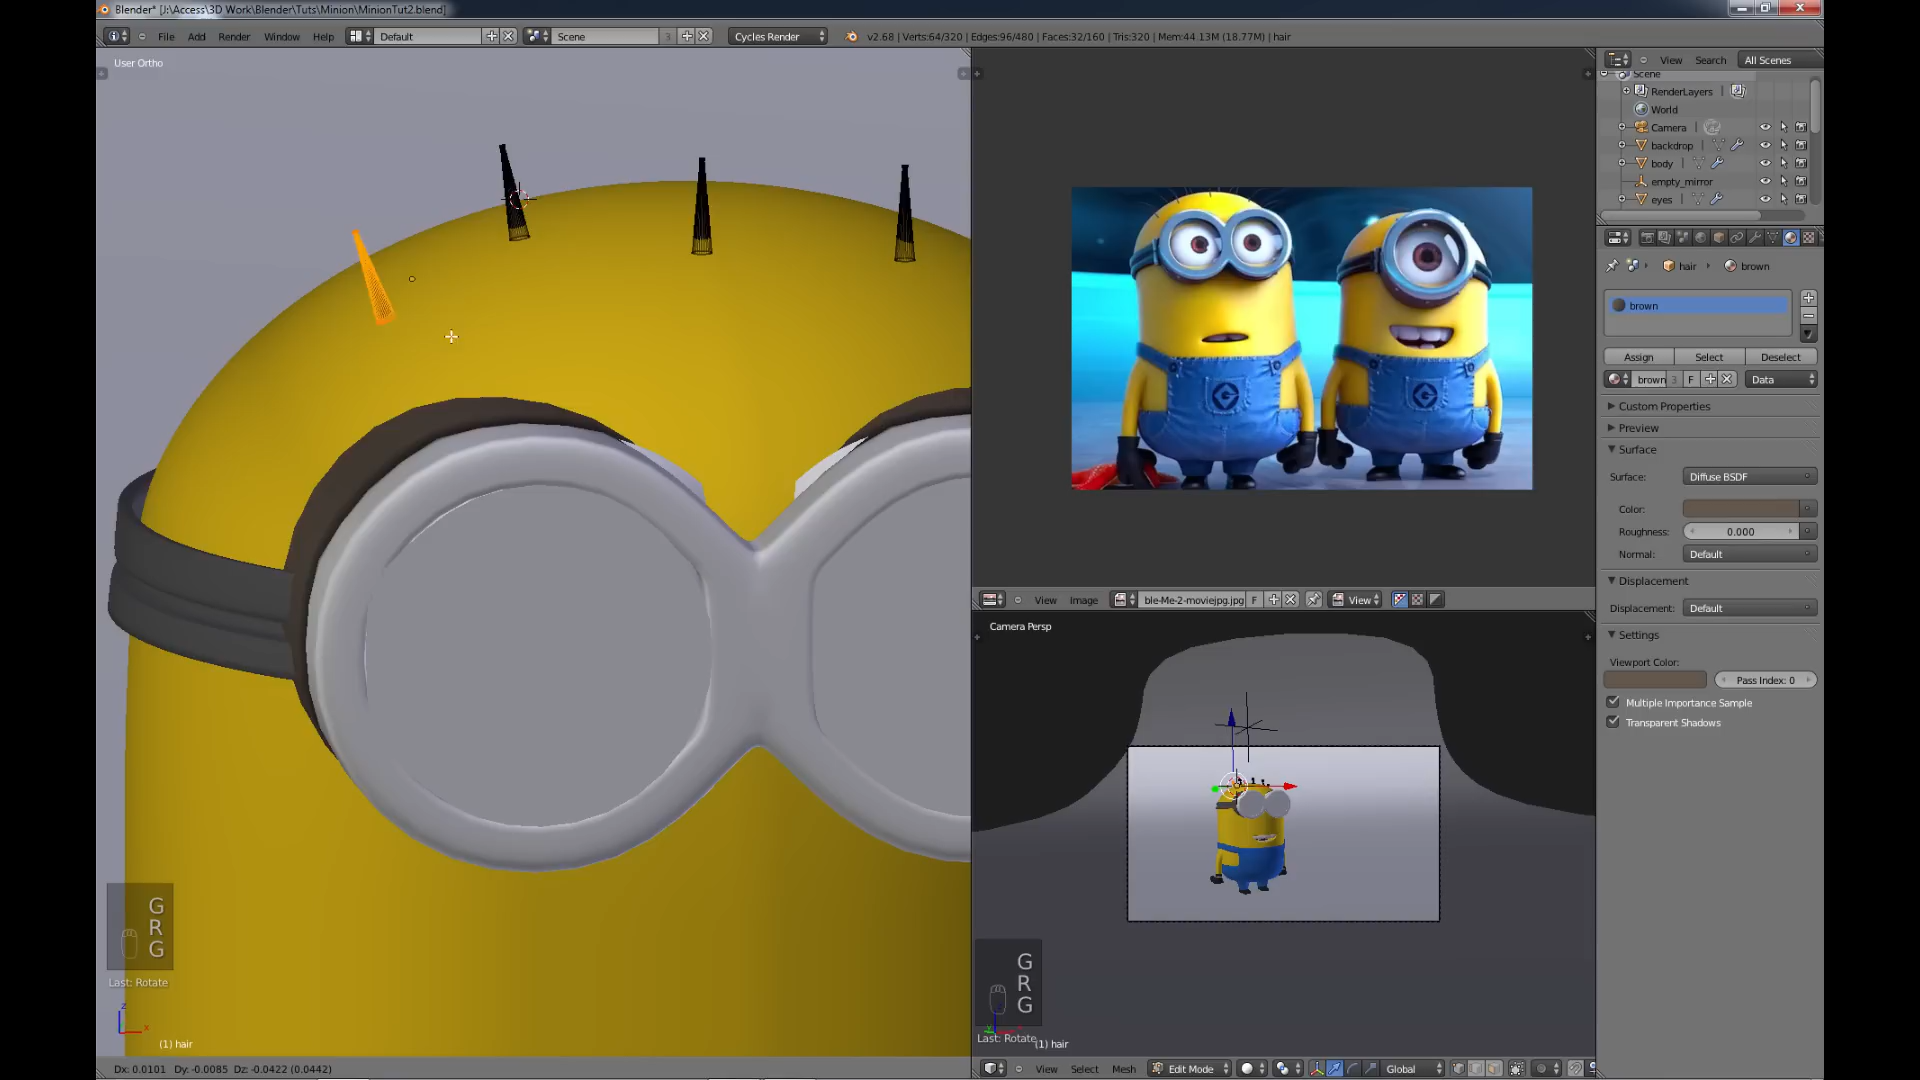 Blender* [J:\Access\3D Work\Blender\Tuts\Minion\MinionTut2.blend]
File Add Render Window Help Default Scene 3 Cycles Render v2.68 | Verts:64/320 | Edges:96/480 | Faces:32/160 | Tris:320 | Mem:44.13M (18.77M) | hair
User Ortho
View Search All Scenes
Scene
RenderLayers
World
Camera
backdrop
body
empty_mirror
eyes
hair brown
brown
Assign Select Deselect
brown 3 F Data
Custom Properties
Preview
Surface
Surface: Diffuse BSDF
Color:
Roughness: 0.000
Normal: Default
Displacement
Displacement: Default
Settings
Viewport Color:
Pass Index: 0
Multiple Importance Sample
Transparent Shadows
View Image ble-Me-2-moviejpg.jpg F View
Camera Persp
G
R
G
Last: Rotate
z
x
(1) hair
G
R
G
Last: Rotate
(1) hair
Dx: 0.0101 Dy: -0.0085 Dz: -0.0422 (0.0442)
View Select Mesh Edit Mode Global